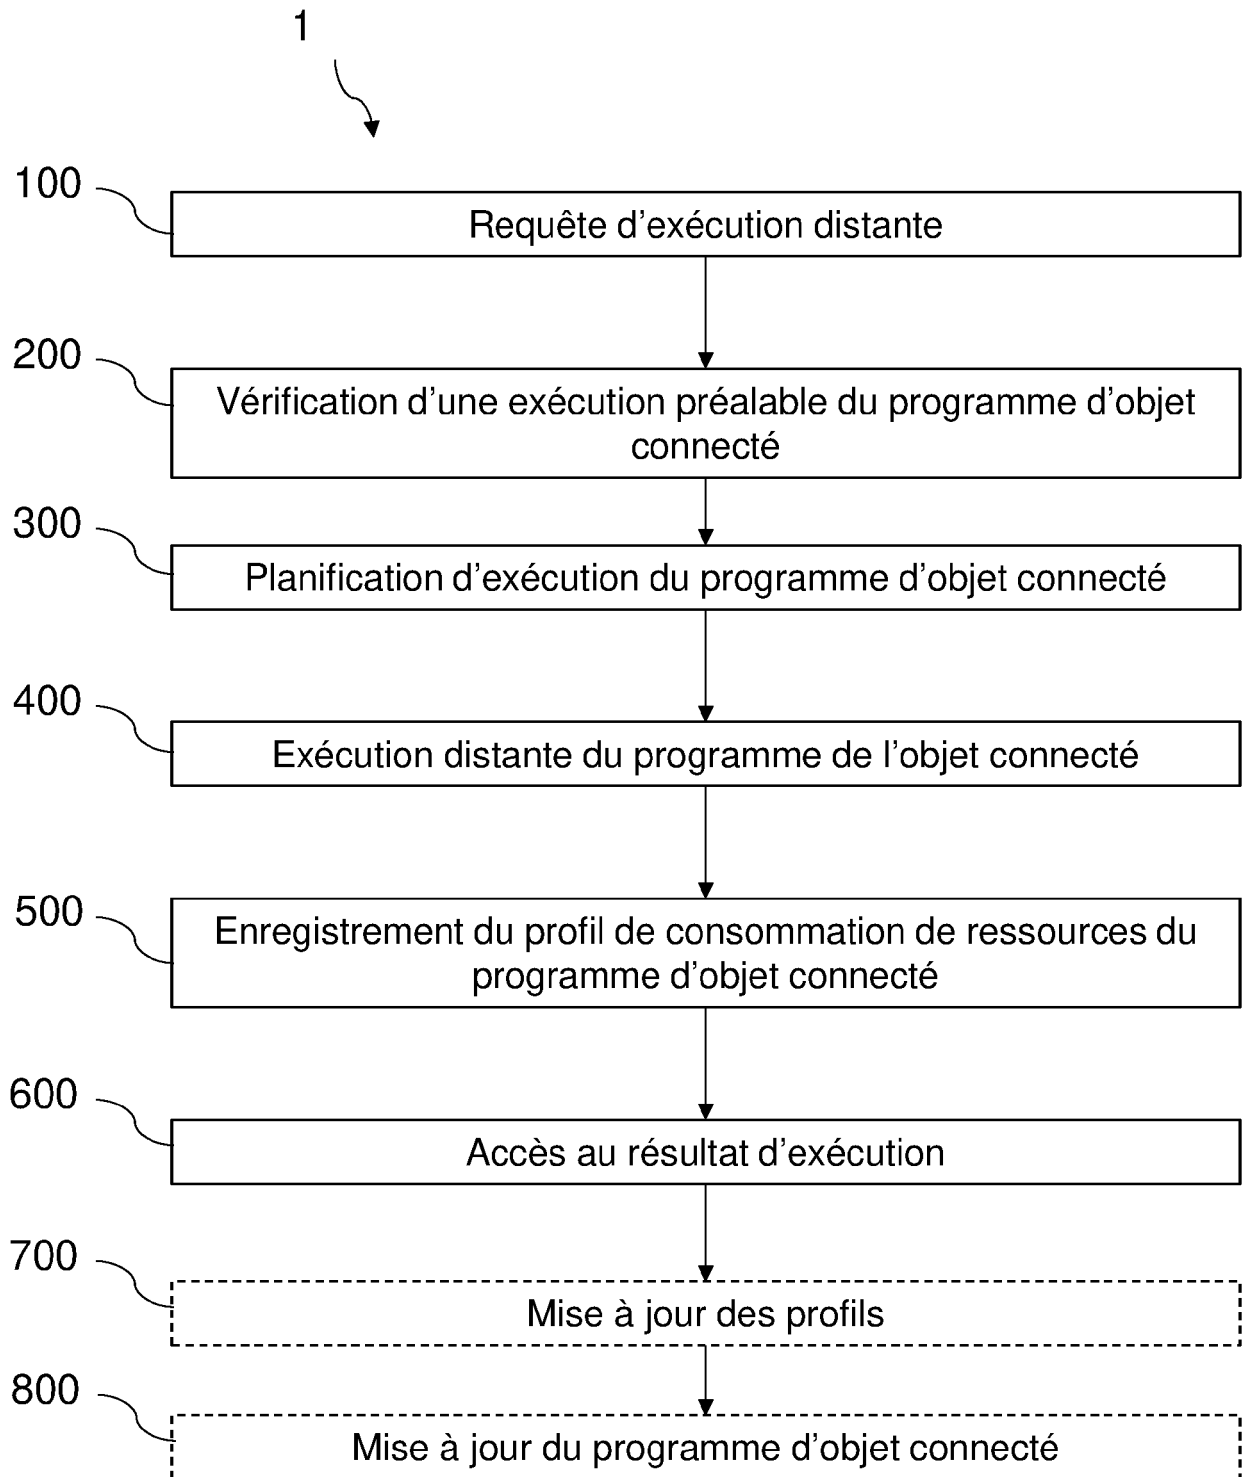 1
100
Requête d'exécution distante
200
Vérification d'une exécution préalable du programme d'objet
connecté
300
Planification d'exécution du programme d'objet connecté
400
Exécution distante du programme de l'objet connecté
500
Enregistrement du profil de consommation de ressources du
programme d'objet connecté
600
Accès au résultat d'exécution
700
Mise à jour des profils
800
Mise à jour du programme d'objet connecté